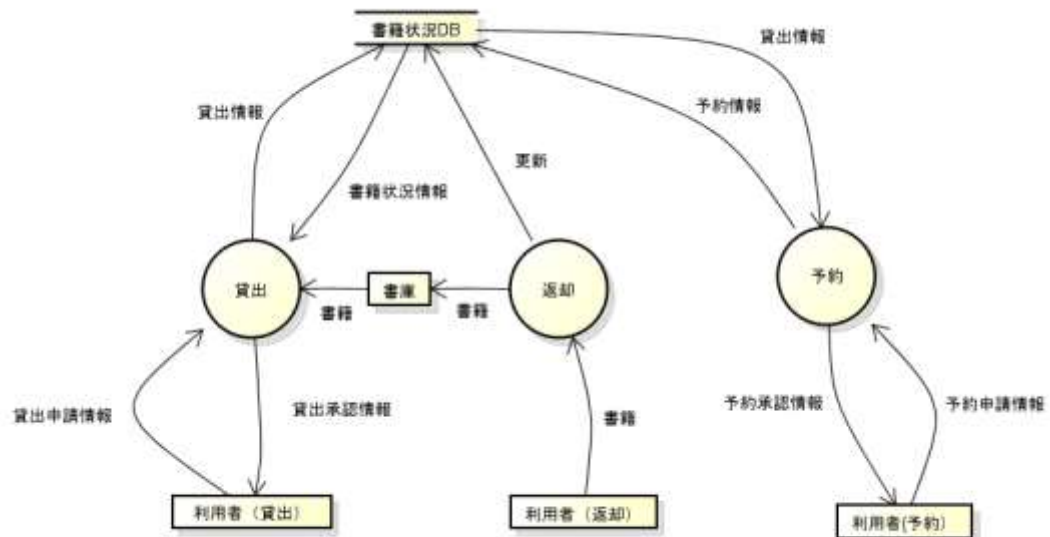 書籍状況DB
貸出情報
貸出情報
予約情報
更新
書籍状況情報
貸出
書庫
返却
予約
書籍
書籍
貸出申請情報
貸出承認情報
書籍
予約承認情報
予約申請情報
利用者（貸出）
利用者（返却）
利用者(予約)